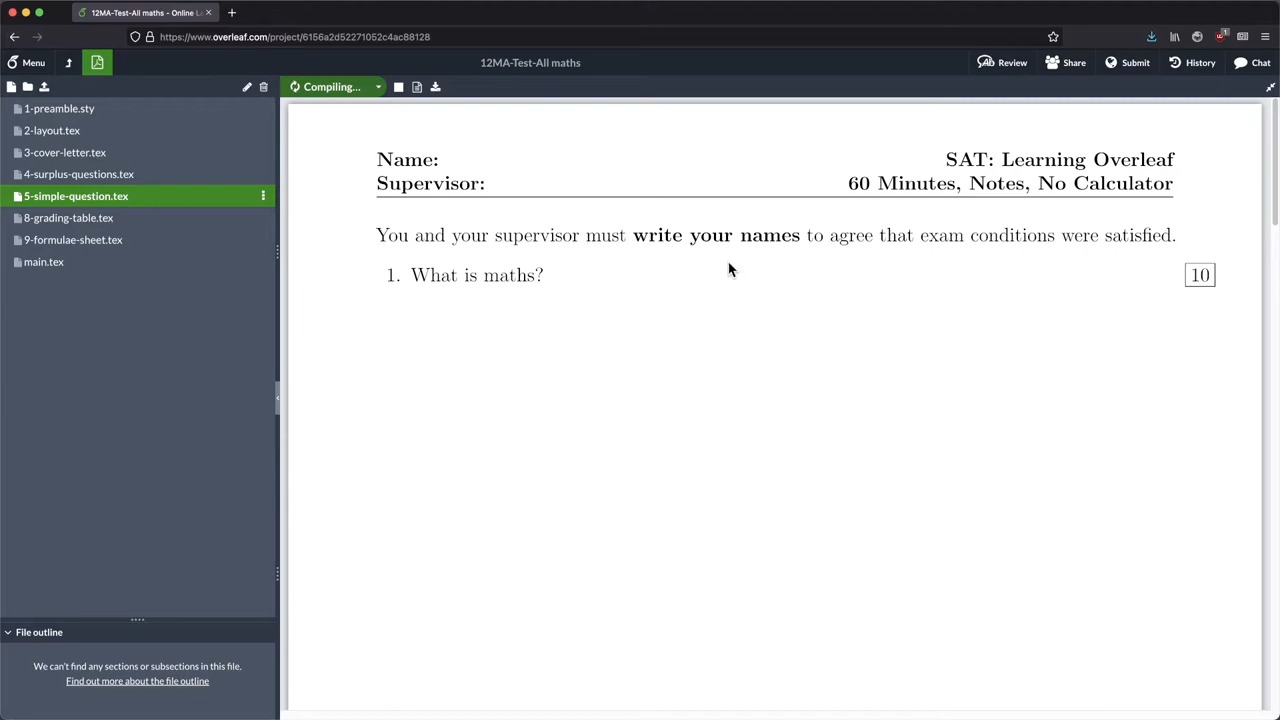 12MA-Test-All maths - Online L
https://www.overleaf.com/project/6156a2d52271052c4ac88128
Menu
12MA-Test-All maths
Review
Share
Submit
History
Chat
Compiling...
1-preamble.sty
2-layout.tex
3-cover-letter.tex
4-surplus-questions.tex
5-simple-question.tex
8-grading-table.tex
9-formulae-sheet.tex
main.tex
Name:
SAT: Learning Overleaf
Supervisor:
60 Minutes, Notes, No Calculator
You and your supervisor must write your names to agree that exam conditions were satisfied.
1. What is maths?
10
File outline
We can't find any sections or subsections in this file.
Find out more about the file outline